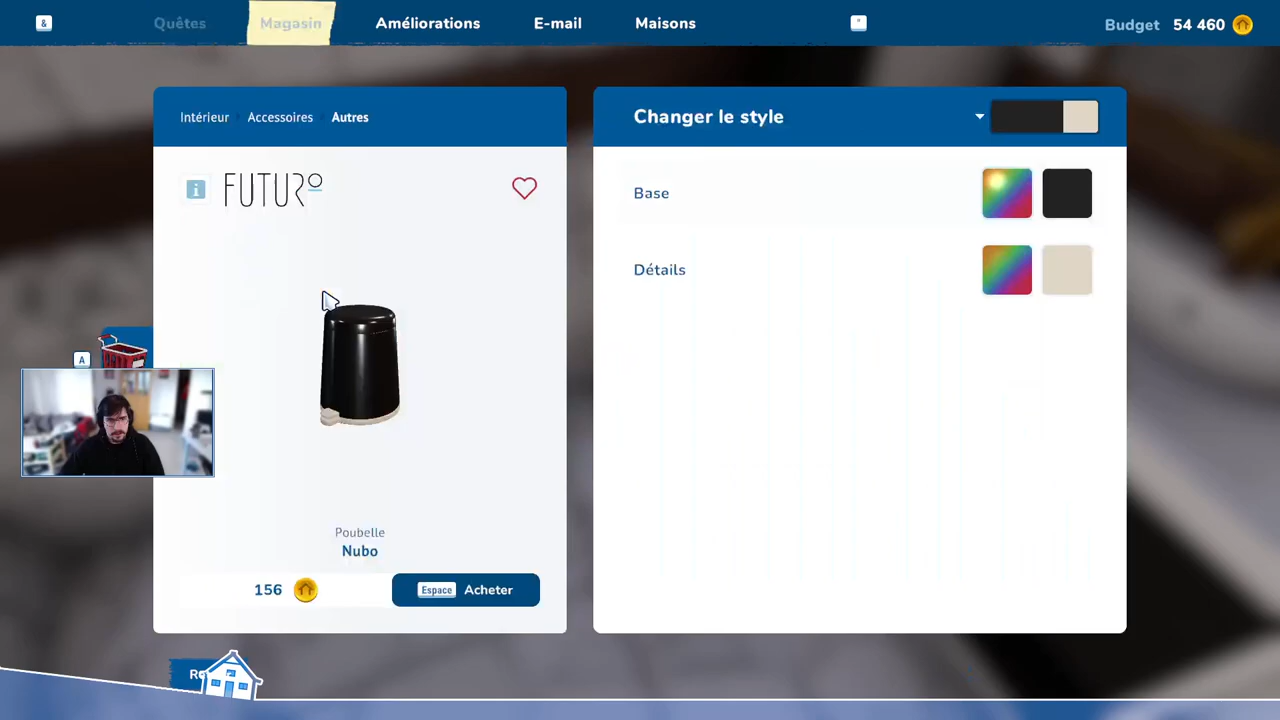 &
Quêtes
Magasin
Améliorations
E-mail
Maisons
"
Budget 54 460
Intérieur
Accessoires
Autres
Changer le style
i
FUTURO
Base
Détails
A
Poubelle
Nubo
156
Espace Acheter